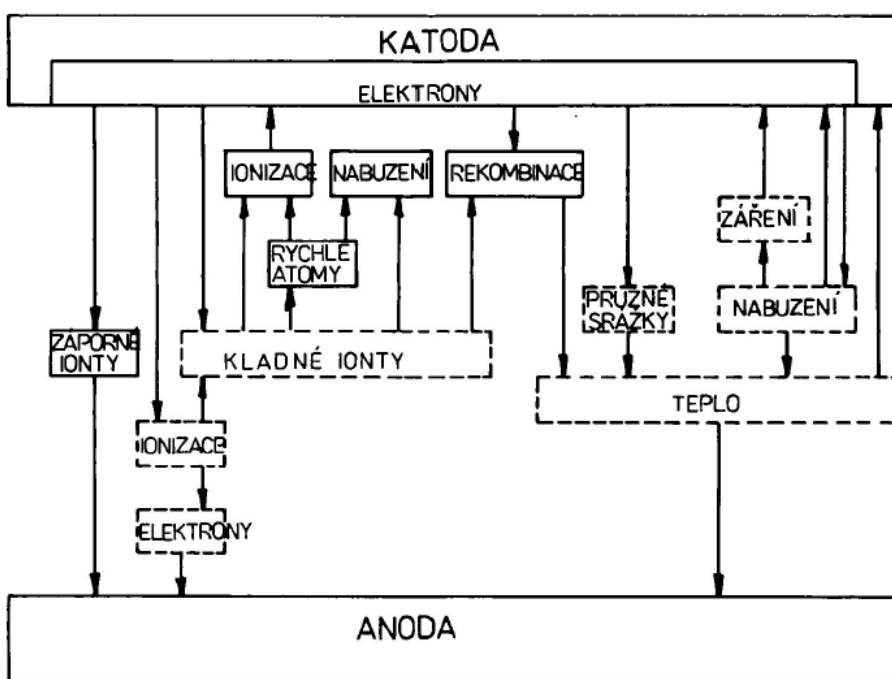 KATODA
ELEKTRONY
IONIZACE
NABUZENÍ
REKOMBINACE
ZÁŘENÍ
RYCHLÉ
ATOMY
PRUŽNÉ
SRÁŽKY
NABUZENÍ
ZÁPORNÉ
IONTY
KLADNÉ IONTY
TEPLO
IONIZACE
ELEKTRONY
ANODA